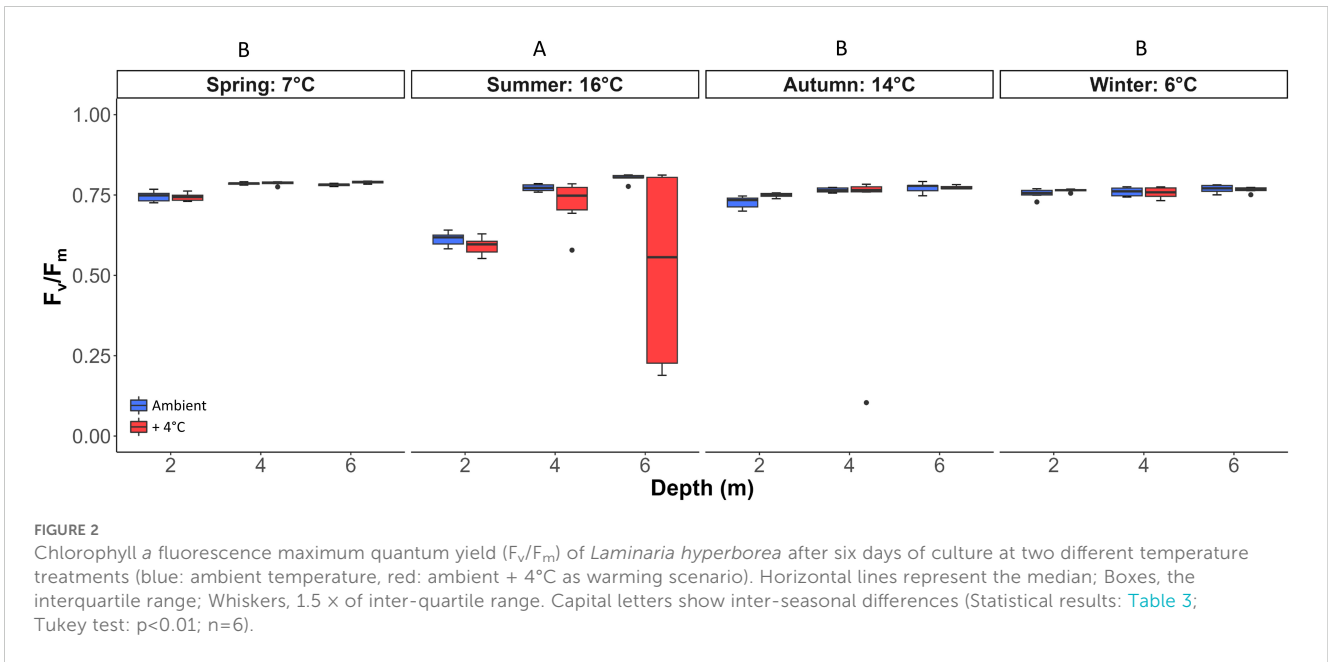 B A B B
Spring: 7°C Summer: 16°C Autumn: 14°C Winter: 6°C
1.00
0.75
0.50
0.25
0.00
Fv/Fm
Ambient
+ 4°C
2 4 6 2 4 6 2 4 6 2 4 6
Depth (m)
FIGURE 2
Chlorophyll a fluorescence maximum quantum yield (Fv/Fm) of Laminaria hyperborea after six days of culture at two different temperature
treatments (blue: ambient temperature, red: ambient + 4°C as warming scenario). Horizontal lines represent the median; Boxes, the
interquartile range; Whiskers, 1.5 × of inter-quartile range. Capital letters show inter-seasonal differences (Statistical results: Table 3;
Tukey test: p<0.01; n=6).